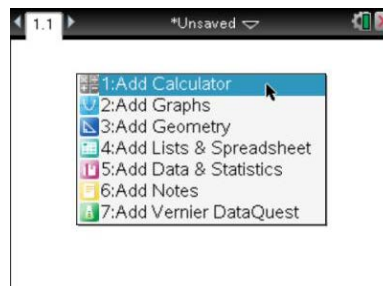 1.1 *Unsaved
1:Add Calculator
2:Add Graphs
3:Add Geometry
4:Add Lists & Spreadsheet
5:Add Data & Statistics
6:Add Notes
7:Add Vernier DataQuest